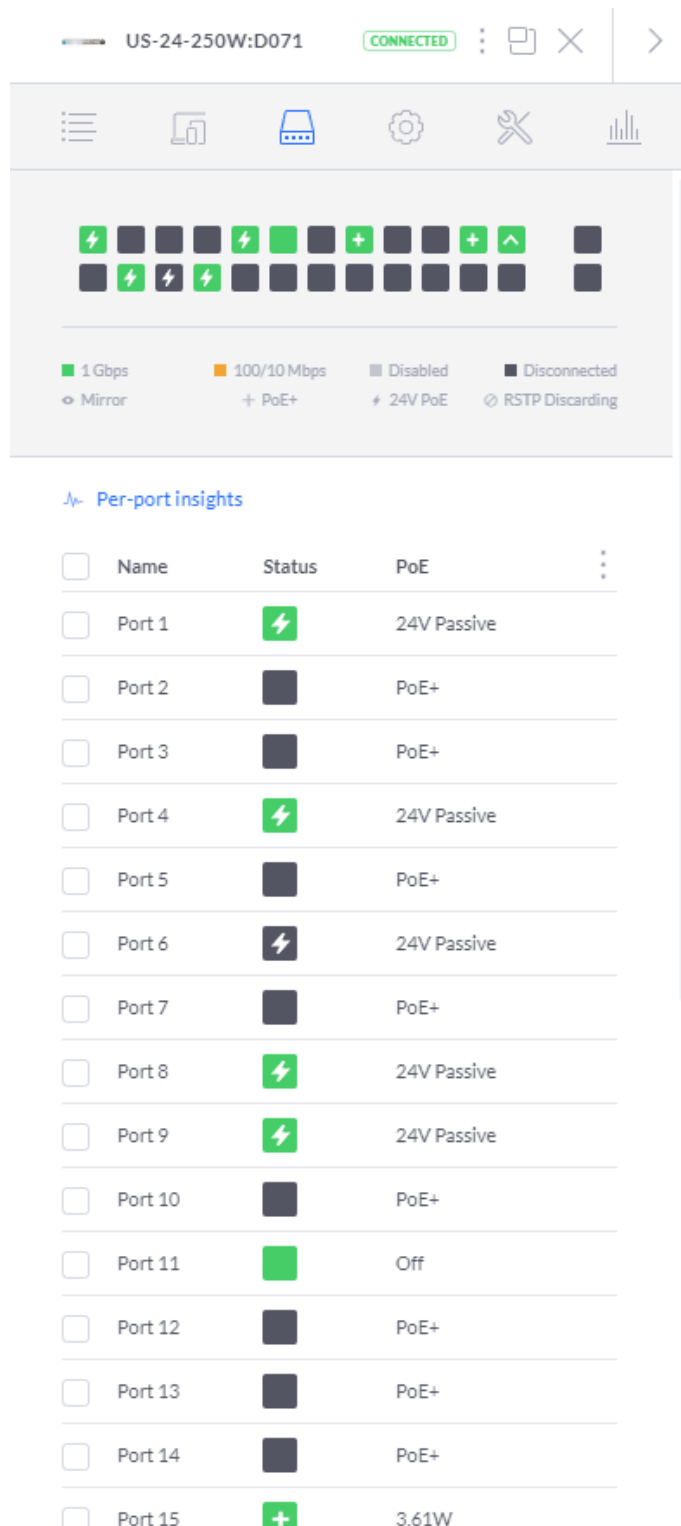 US-24-250W:D071 CONNECTED
1 Gbps 100/10 Mbps Disabled Disconnected
Mirror PoE+ 24V PoE RSTP Discarding
Per-port insights
Name Status PoE
Port 1 24V Passive
Port 2 PoE+
Port 3 PoE+
Port 4 24V Passive
Port 5 PoE+
Port 6 24V Passive
Port 7 PoE+
Port 8 24V Passive
Port 9 24V Passive
Port 10 PoE+
Port 11 Off
Port 12 PoE+
Port 13 PoE+
Port 14 PoE+
Port 15 3.61W